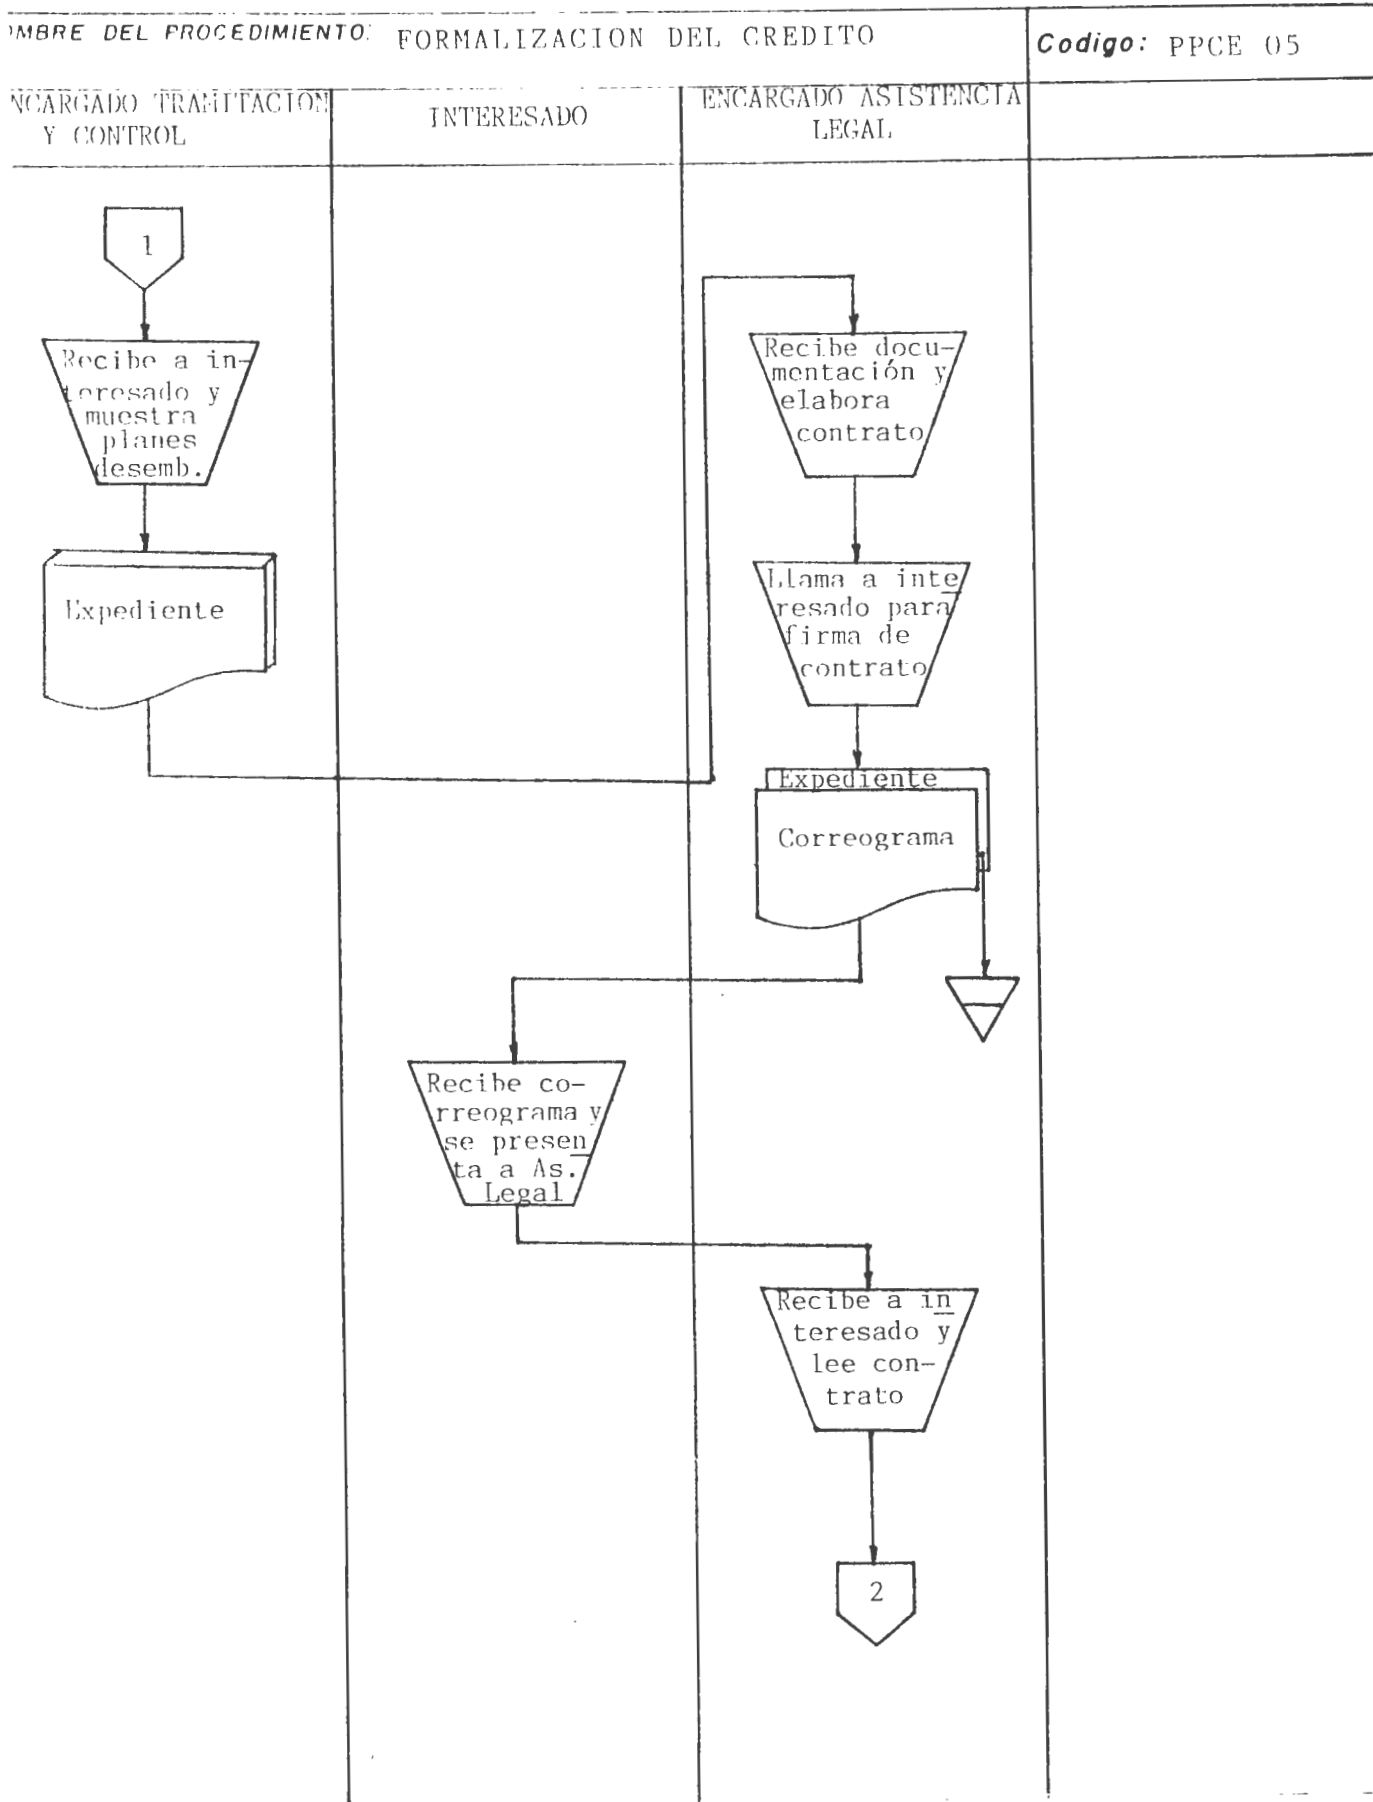 OMBRE DEL PROCEDIMIENTO: FORMALIZACION DEL CREDITO
Codigo: PPCE 05
NCARGADO TRAMITACION
Y CONTROL
INTERESADO
ENCARGADO ASISTENCIA
LEGAL
1
Recibe a in-
teresado y
muestra
planes
desemb.
Expediente
Recibe docu-
mentación y
elabora
contrato
Llama a inte
resado para
firma de
contrato
Expediente
Correograma
Recibe co-
rreograma y
se presen
ta a As.
Legal
Recibe a in
teresado y
lee con-
trato
2